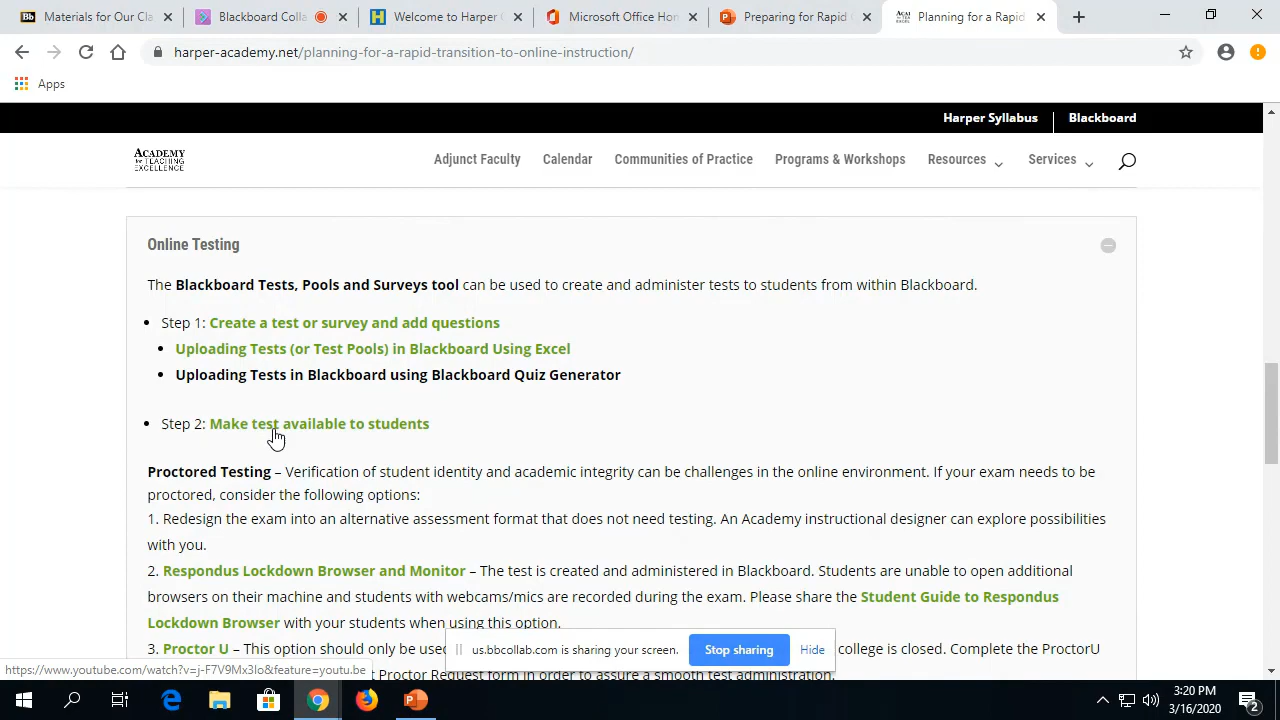 Materials for Our Cla
Blackboard Colla
Welcome to Harper C
Microsoft Office Hon
Preparing for Rapid C
Planning for a Rapid
harper-academy.net/planning-for-a-rapid-transition-to-online-instruction/
Apps
Harper Syllabus Blackboard
ACADEMY for TEACHING EXCELLENCE
Adjunct Faculty Calendar Communities of Practice Programs & Workshops Resources Services
Online Testing
The Blackboard Tests, Pools and Surveys tool can be used to create and administer tests to students from within Blackboard.
Step 1: Create a test or survey and add questions
Uploading Tests (or Test Pools) in Blackboard Using Excel
Uploading Tests in Blackboard using Blackboard Quiz Generator
Step 2: Make test available to students
Proctored Testing – Verification of student identity and academic integrity can be challenges in the online environment. If your exam needs to be
proctored, consider the following options:
1. Redesign the exam into an alternative assessment format that does not need testing. An Academy instructional designer can explore possibilities
with you.
2. Respondus Lockdown Browser and Monitor – The test is created and administered in Blackboard. Students are unable to open additional
browsers on their machine and students with webcams/mics are recorded during the exam. Please share the Student Guide to Respondus
Lockdown Browser with your students when using this option.
3. Proctor U – This option should only be used college is closed. Complete the ProctorU
t Proctor Request form in order to assure a smooth test administration.
us.bbcollab.com is sharing your screen. Stop sharing Hide
https://www.youtube.com/watch?v=j-F7V9Mx3Io&feature=youtu.be
3:20 PM
3/16/2020
2